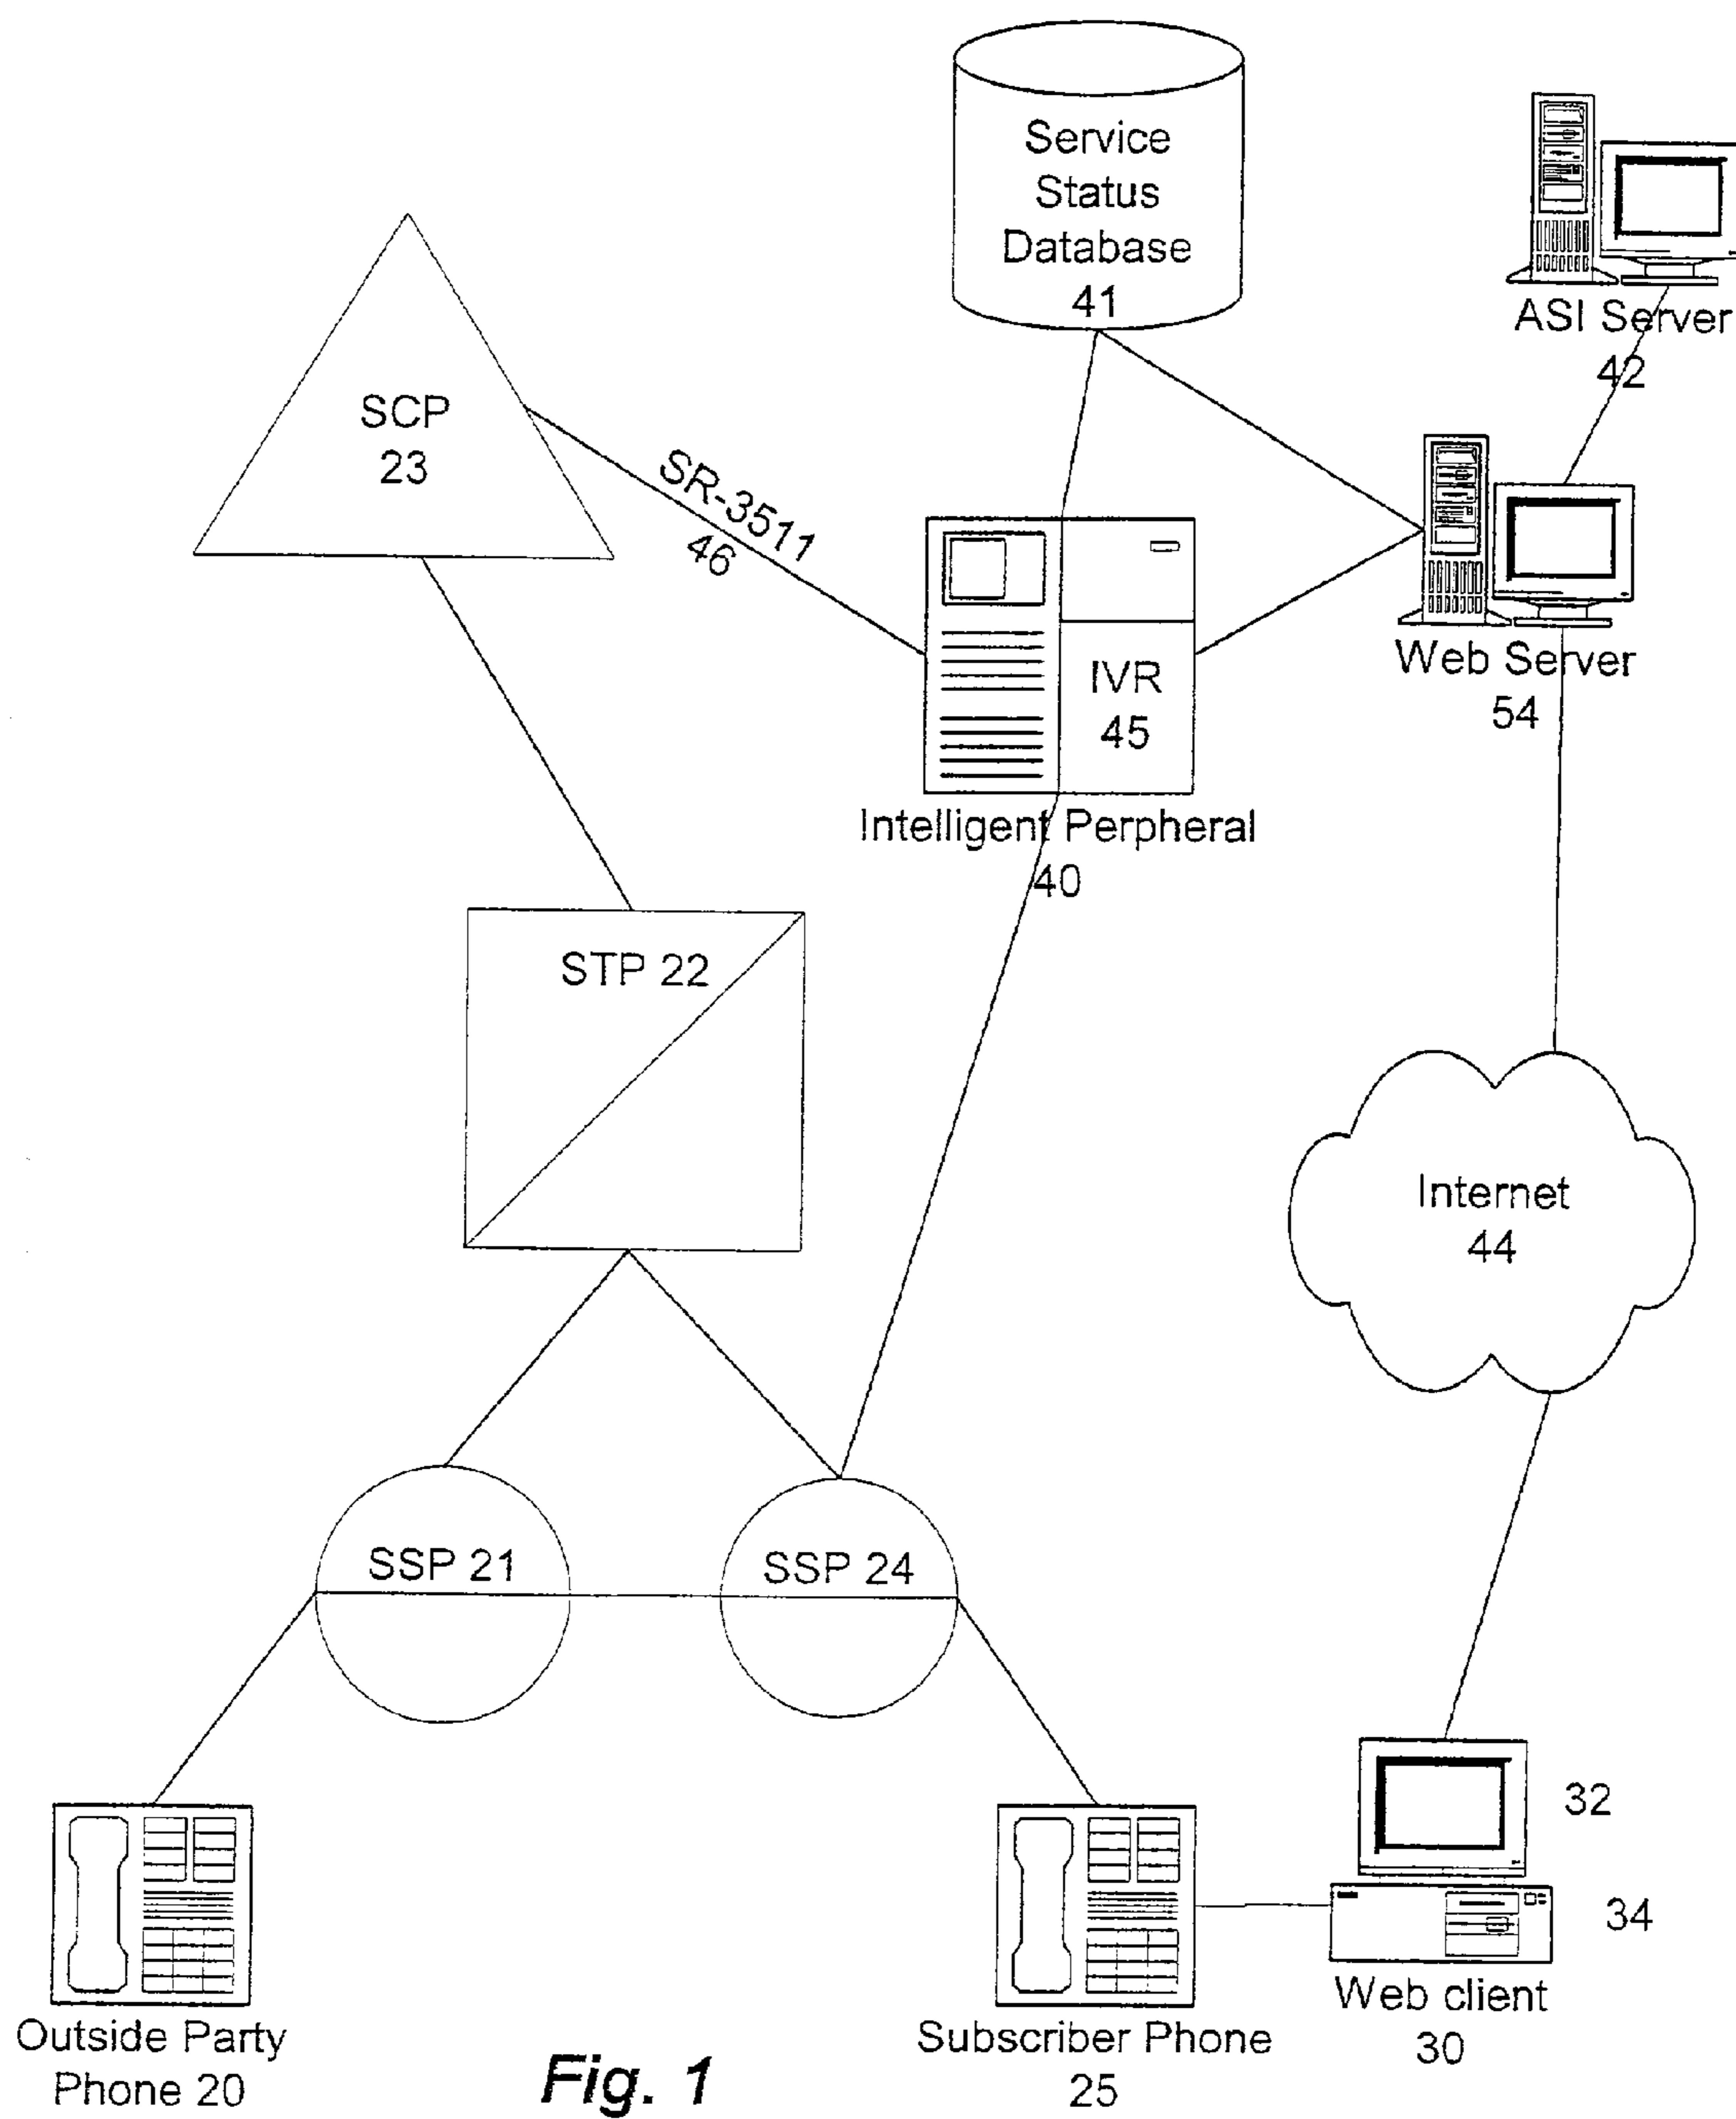 Service
Status
Database
41
ASI Server
42
SCP
23
SR-3511
46
IVR
45
Web Server
54
Intelligent Perpheral
40
STP 22
Internet
44
SSP 21
SSP 24
32
34
Web client
30
Outside Party
Phone 20
Subscriber Phone
25
Fig. 1